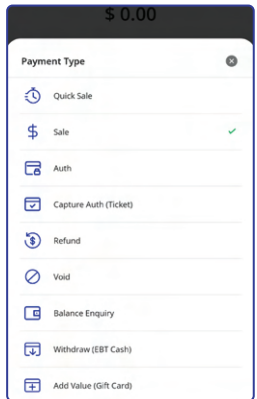 $ 0.00
Payment Type
Quick Sale
Sale
Auth
Capture Auth (Ticket)
Refund
Void
Balance Enquiry
Withdraw (EBT Cash)
Add Value (Gift Card)